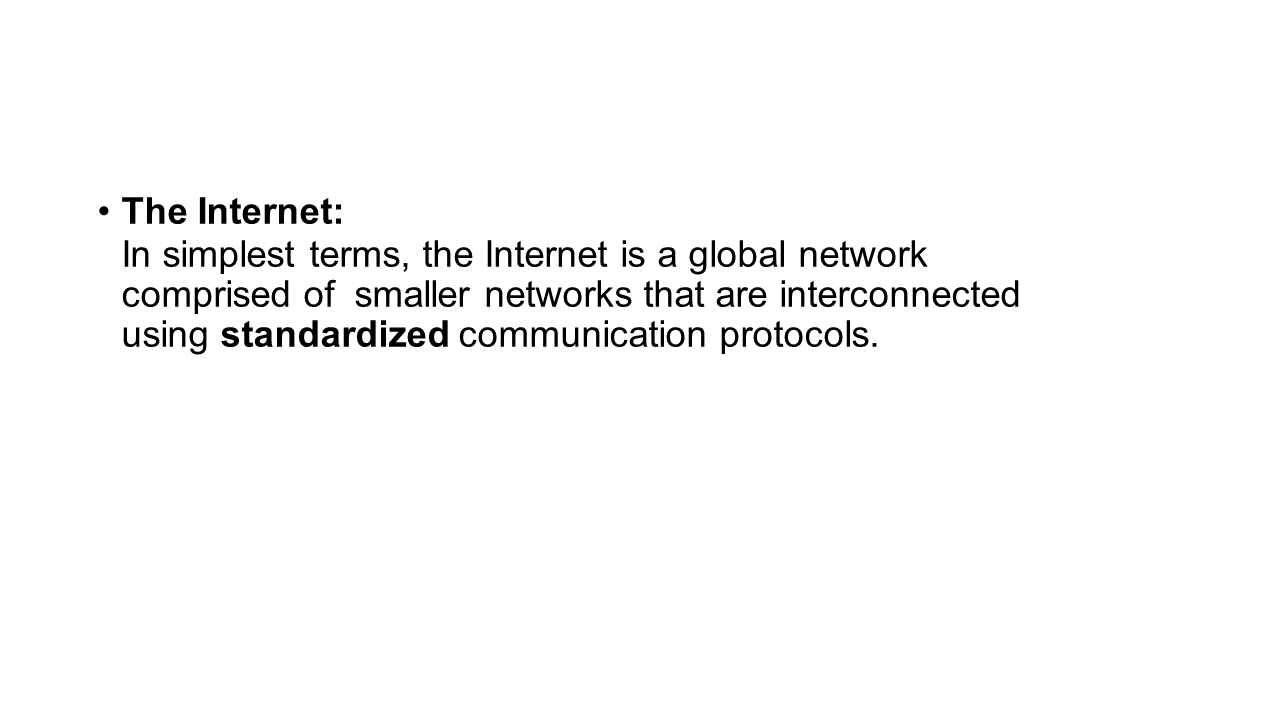 • The Internet:
In simplest terms, the Internet is a global network
comprised of  smaller networks that are interconnected
using standardized communication protocols.